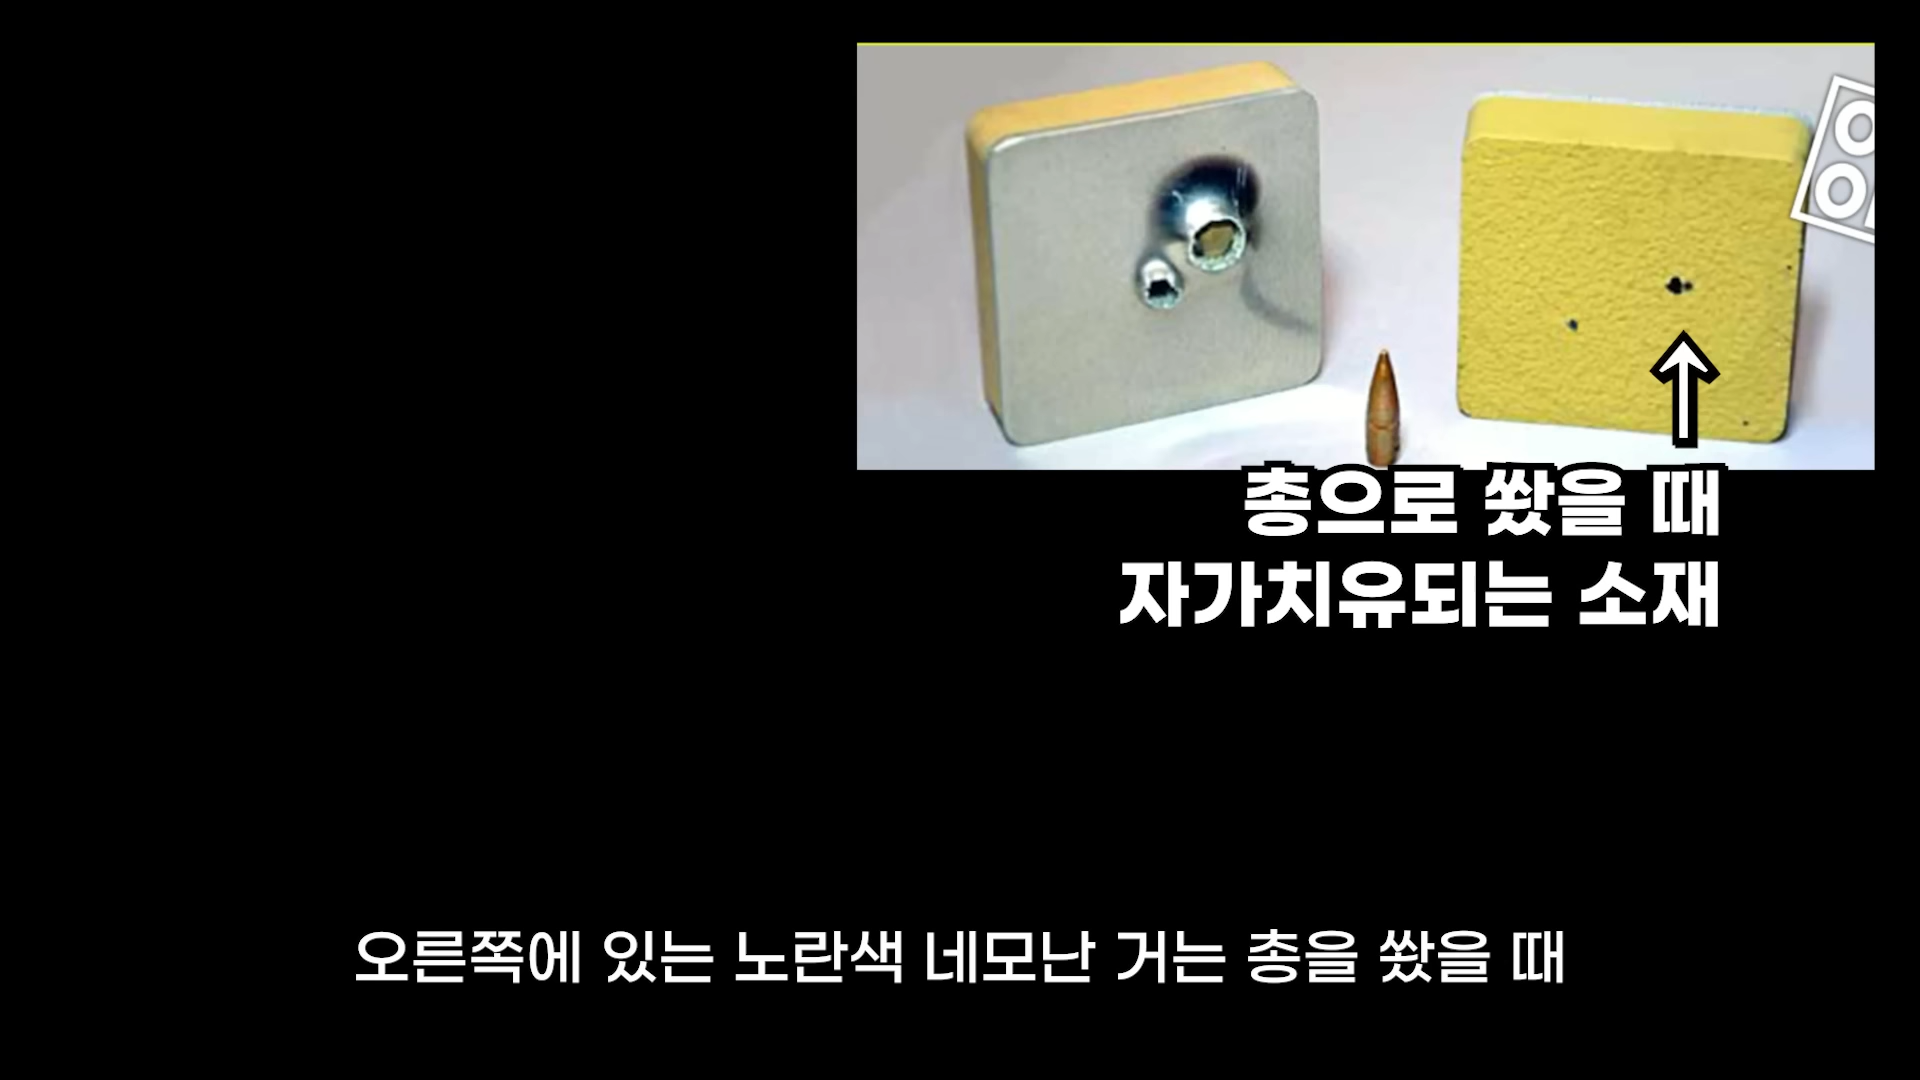 총으로 쐈을 때
자가치유되는 소재
오른쪽에 있는 노란색 네모난 거는 총을 쐈을 때